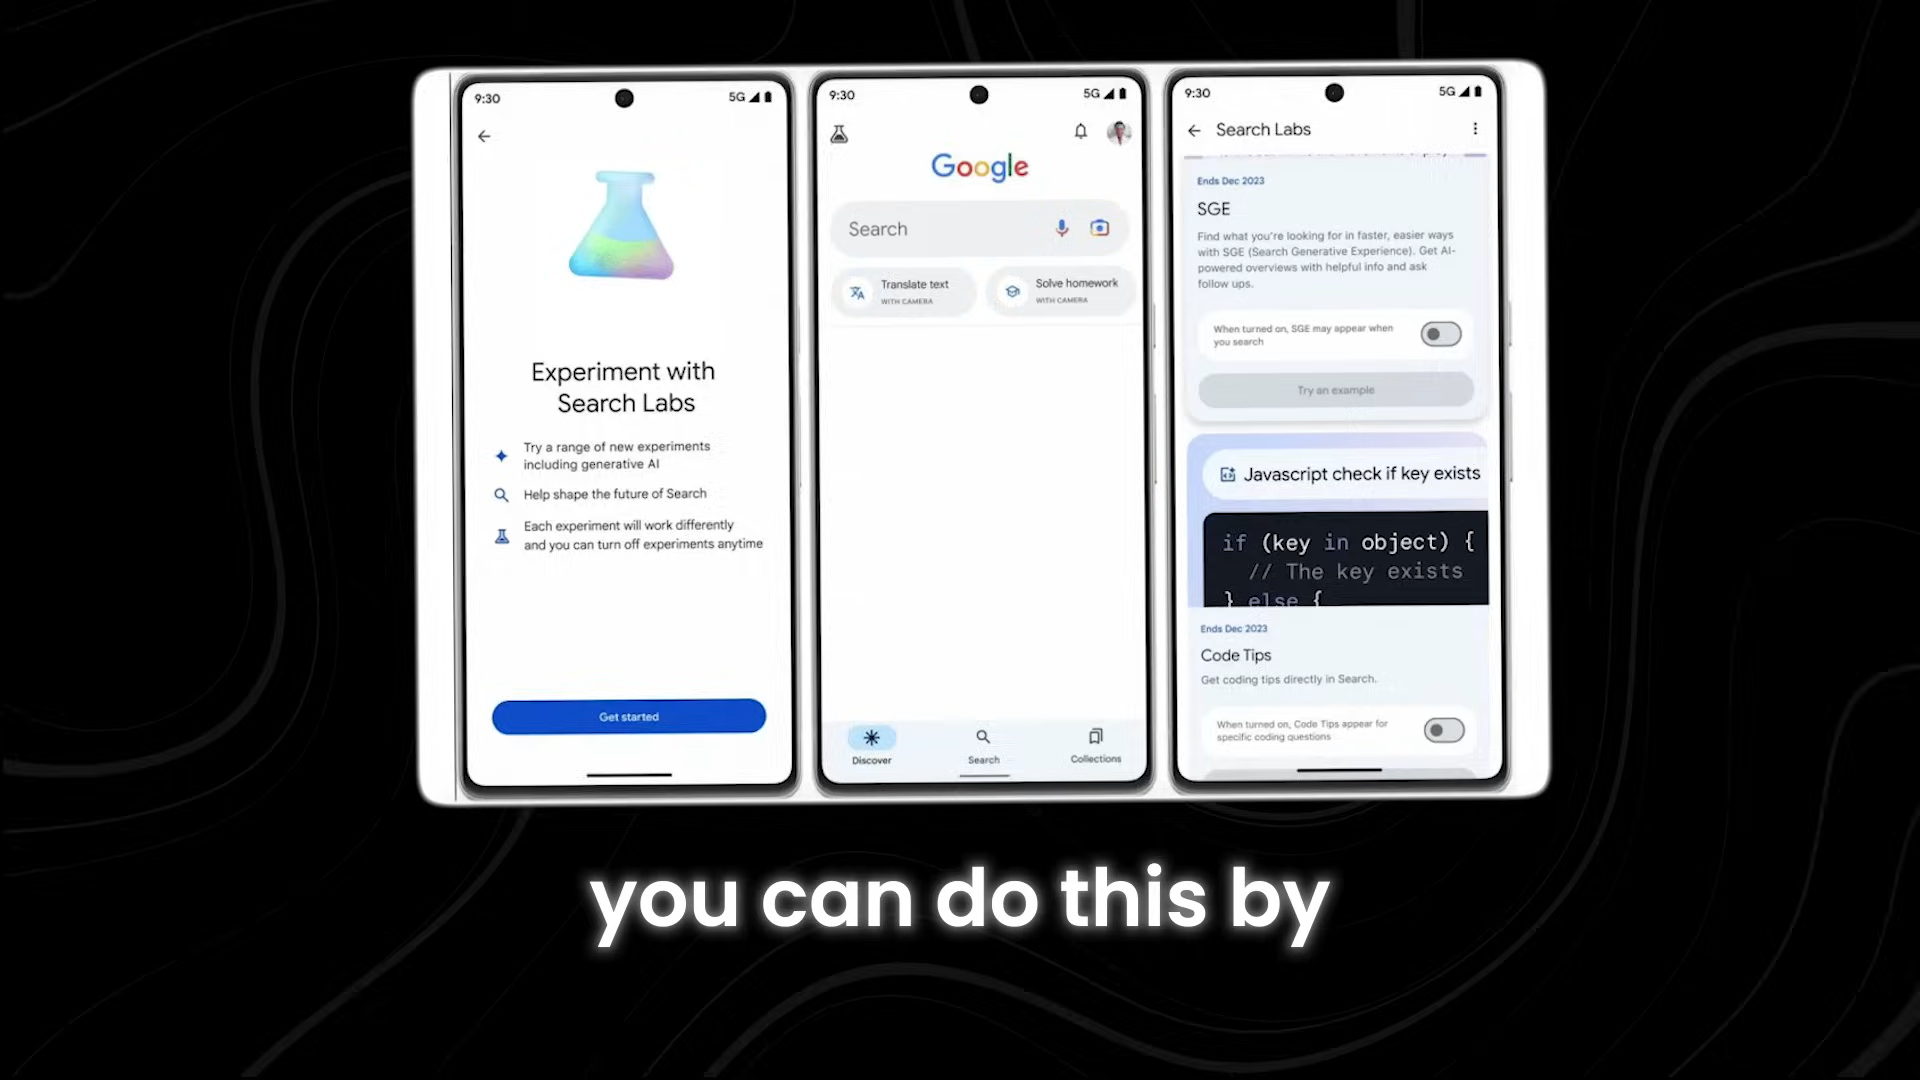 9:30
5G
Experiment with
Search Labs
Try a range of new experiments
including generative AI
Help shape the future of Search
Each experiment will work differently
and you can turn off experiments anytime
Get started
9:30
5G
Google
Search
Translate text
WITH CAMERA
Solve homework
WITH CAMERA
Discover
Search
Collections
9:30
5G
Search Labs
Ends Dec 2023
SGE
Find what you're looking for in faster, easier ways
with SGE (Search Generative Experience). Get AI-
powered overviews with helpful info and ask
follow ups.
When turned on, SGE may appear when
you search
Try an example
Javascript check if key exists
if (key in object) {
// The key exists
} else {
Ends Dec 2023
Code Tips
Get coding tips directly in Search.
When turned on, Code Tips appear for
specific coding questions
you can do this by